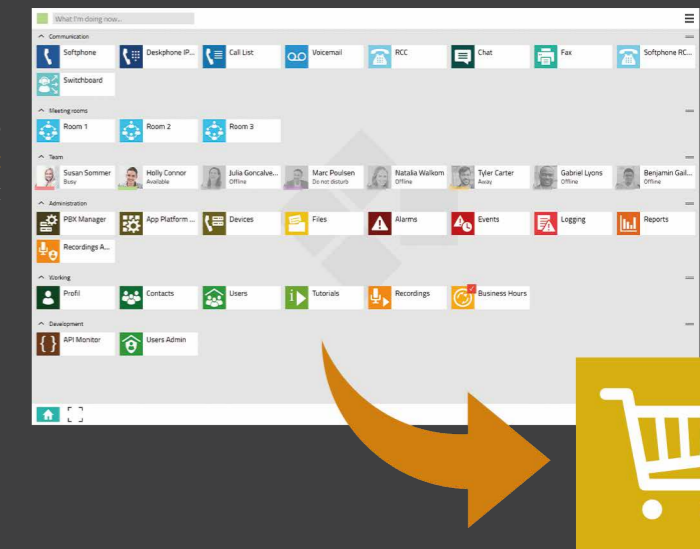 What I'm doing now...
Communication
Softphone
Deskphone IP...
Call List
Voicemail
RCC
Chat
Fax
Softphone RC...
Switchboard
Meeting rooms
Room 1
Room 2
Room 3
Team
Susan Sommer
Busy
Holly Connor
Available
Julia Goncalve...
Offline
Marc Poulsen
Do not disturb
Natalia Walkom
Offline
Tyler Carter
Away
Gabriel Lyons
Offline
Benjamin Gail...
Offline
Administration
PBX Manager
App Platform ...
Devices
Files
Alarms
Events
Logging
Reports
Recordings A...
Working
Profil
Contacts
Users
Tutorials
Recordings
Business Hours
Development
API Monitor
Users Admin